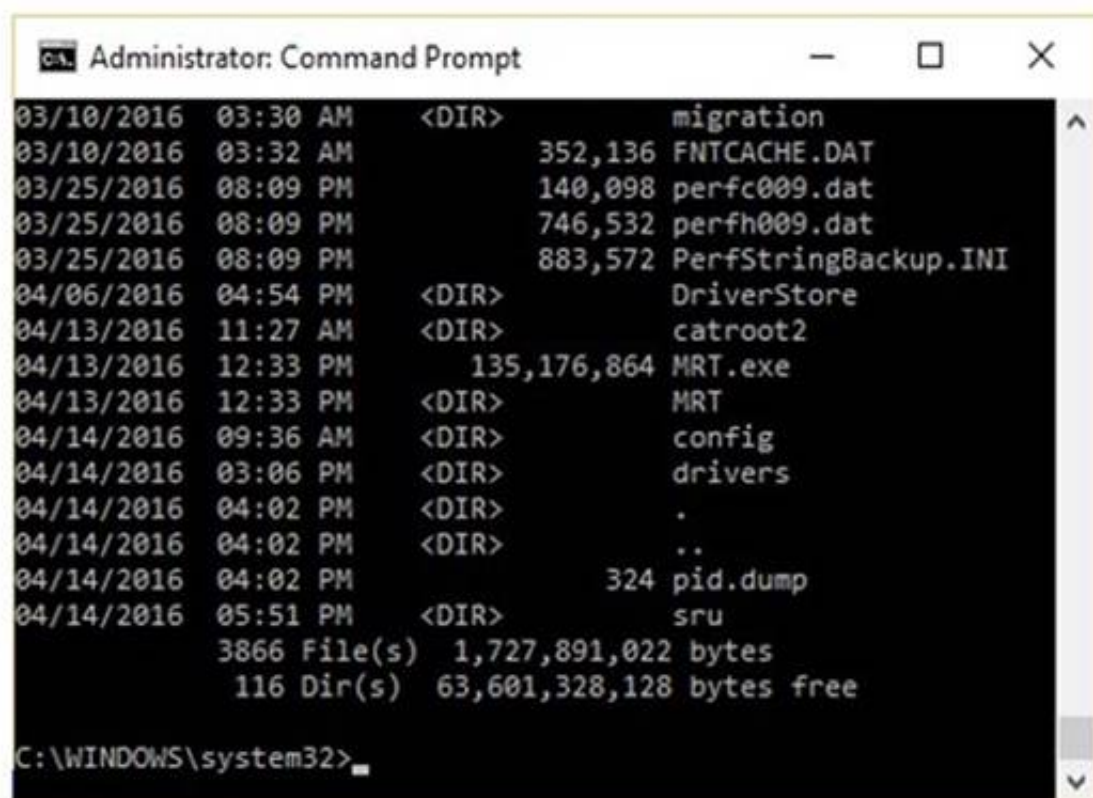 Administrator: Command Prompt
03/10/2016 03:30 AM <DIR> migration
03/10/2016 03:32 AM 352,136 FNTCACHE.DAT
03/25/2016 08:09 PM 140,098 perfc009.dat
03/25/2016 08:09 PM 746,532 perfh009.dat
03/25/2016 08:09 PM 883,572 PerfStringBackup.INI
04/06/2016 04:54 PM <DIR> DriverStore
04/13/2016 11:27 AM <DIR> catroot2
04/13/2016 12:33 PM 135,176,864 MRT.exe
04/13/2016 12:33 PM <DIR> MRT
04/14/2016 09:36 AM <DIR> config
04/14/2016 03:06 PM <DIR> drivers
04/14/2016 04:02 PM <DIR> .
04/14/2016 04:02 PM <DIR> ..
04/14/2016 04:02 PM 324 pid.dump
04/14/2016 05:51 PM <DIR> sru
3866 File(s) 1,727,891,022 bytes
116 Dir(s) 63,601,328,128 bytes free
C:\WINDOWS\system32>